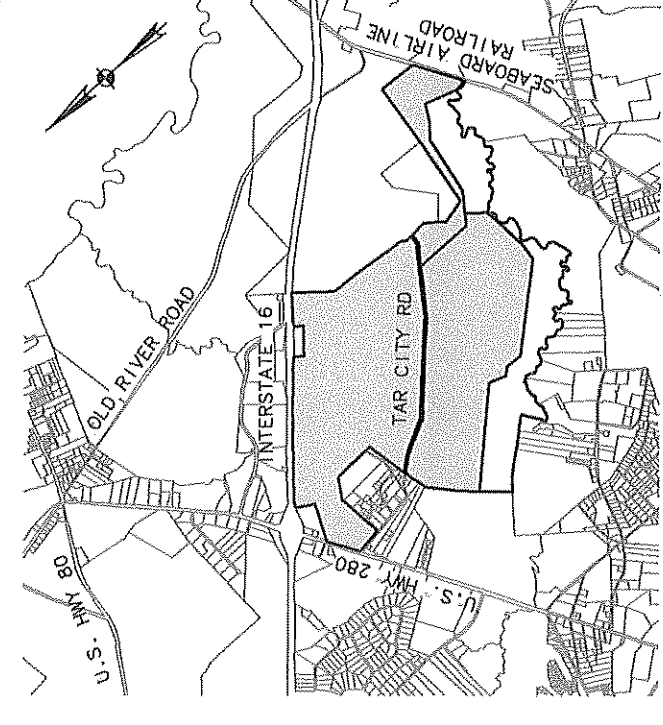 SEABOARD AIRLINE
RAILROAD
OLD RIVER ROAD
INTERSTATE 16
TAR CITY RD
U.S. HWY 80
U.S. HWY 280